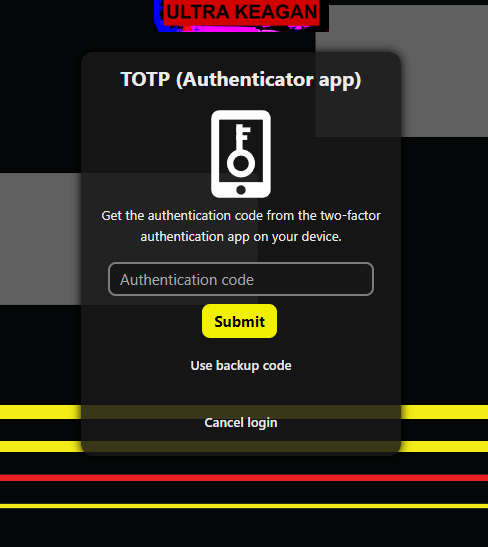 ULTRA KEAGAN
TOTP (Authenticator app)
Get the authentication code from the two-factor
authentication app on your device.
Authentication code
Submit
Use backup code
Cancel login